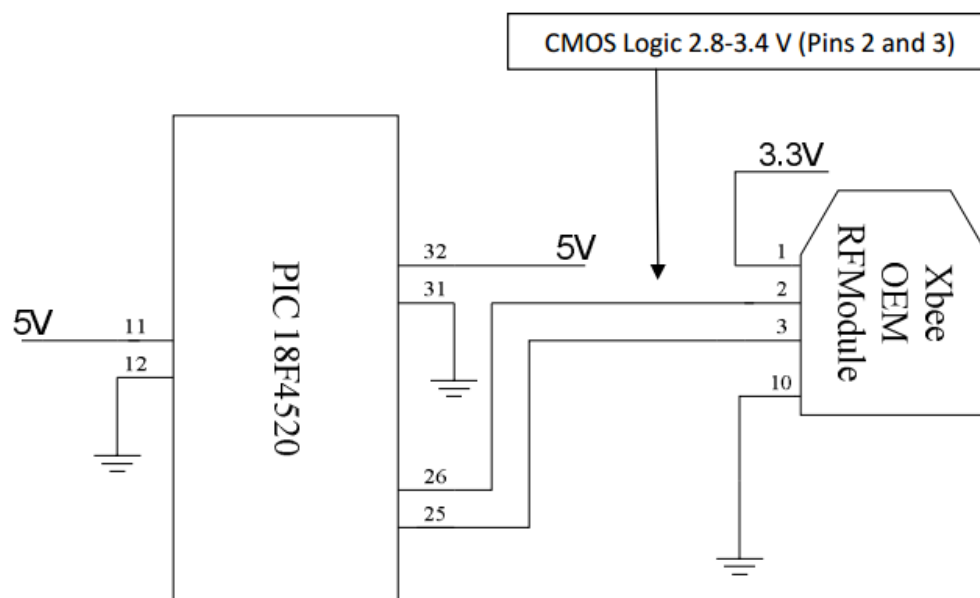 CMOS Logic 2.8-3.4 V (Pins 2 and 3)
3.3V
PIC 18F4520
5V
11
12
32
5V
31
26
25
1
2
3
10
Xbee
OEM
RFModule